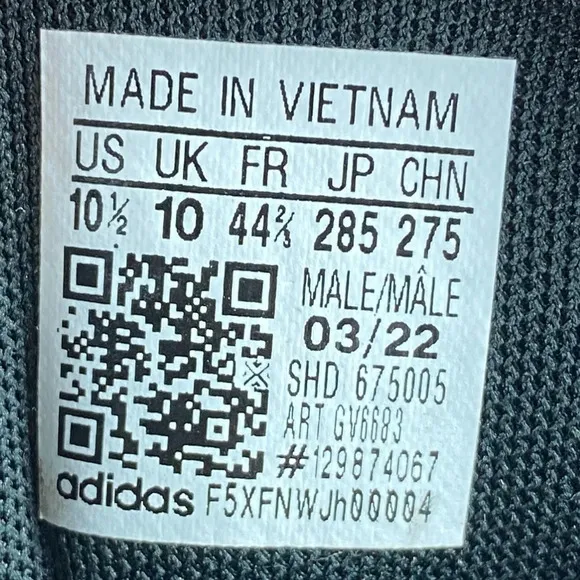 MADE IN VIETNAM
US UK FR JP CHN
10½ 10 44⅔ 285 275
MALE/MÂLE
03/22
SHD 675005
ART GV6683
#129874067
adidas F5XFNWJh00004